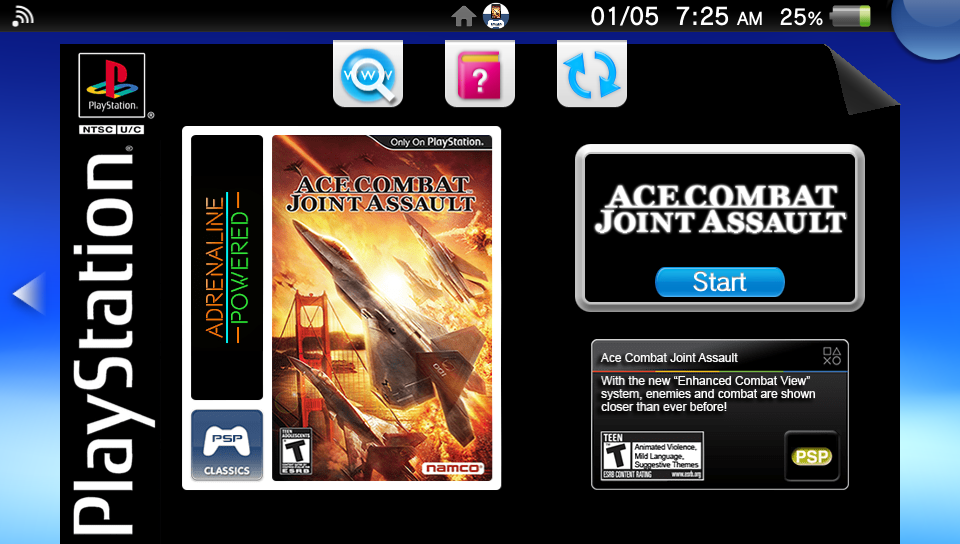 01/05 7:25 AM 25%
PlayStation®
NTSC U/C
PlayStation®
www
?
Only On PlayStation®
ACE COMBAT
JOINT ASSAULT
ADRENALINE
—POWERED—
PSP
CLASSICS
TEEN
T
ESRB
namco®
ACE COMBAT
JOINT ASSAULT
Start
Ace Combat Joint Assault
With the new “Enhanced Combat View”
system, enemies and combat are shown
closer than ever before!
TEEN
T
Animated Violence,
Mild Language,
Suggestive Themes
ESRB CONTENT RATING www.esrb.org
PSP